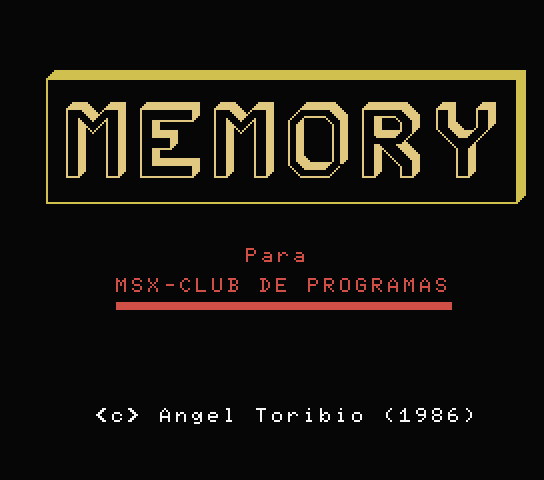 MEMORY
Para
MSX-CLUB DE PROGRAMAS
<c> Angel Toribio (1986)